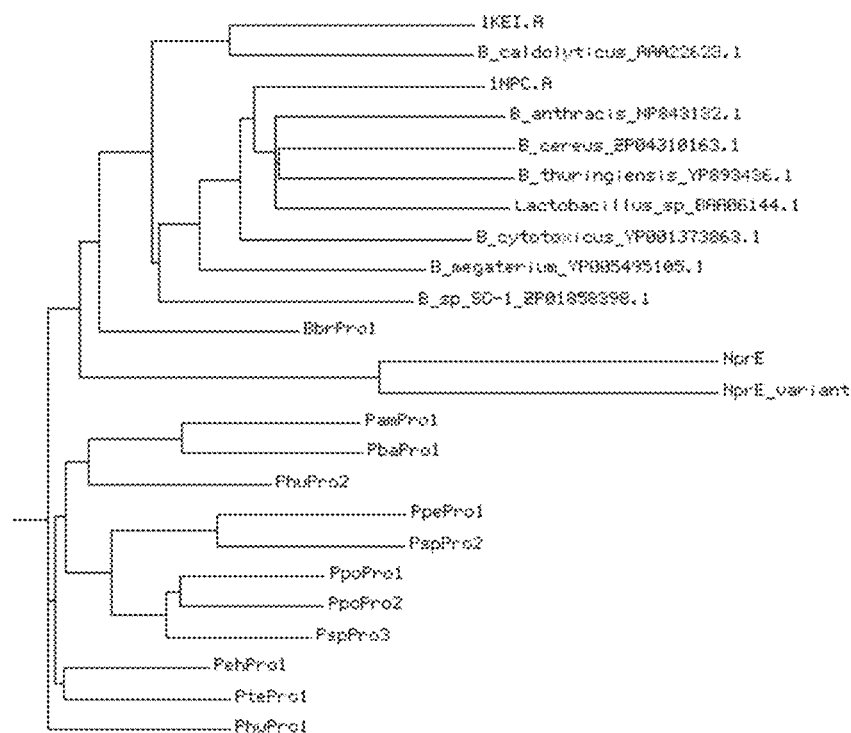 1KEI.A
B_caldolyticus_AAA22623.1
1NPC.A
B_anthracis_NP843132.1
B_cereus_ZP04310163.1
B_thuringiensis_YP893436.1
Lactobacillus_sp_BAA06144.1
B_cytotoxicus_YP001373863.1
B_megaterium_YP005495105.1
B_sp_SG-1_ZP01858398.1
BbrPro1
NprE
NprE_variant
PamPro1
PbaPro1
PhuPro2
PpePro1
PspPro2
PpoPro1
PpoPro2
PspPro3
PehPro1
PtePro1
PhuPro1